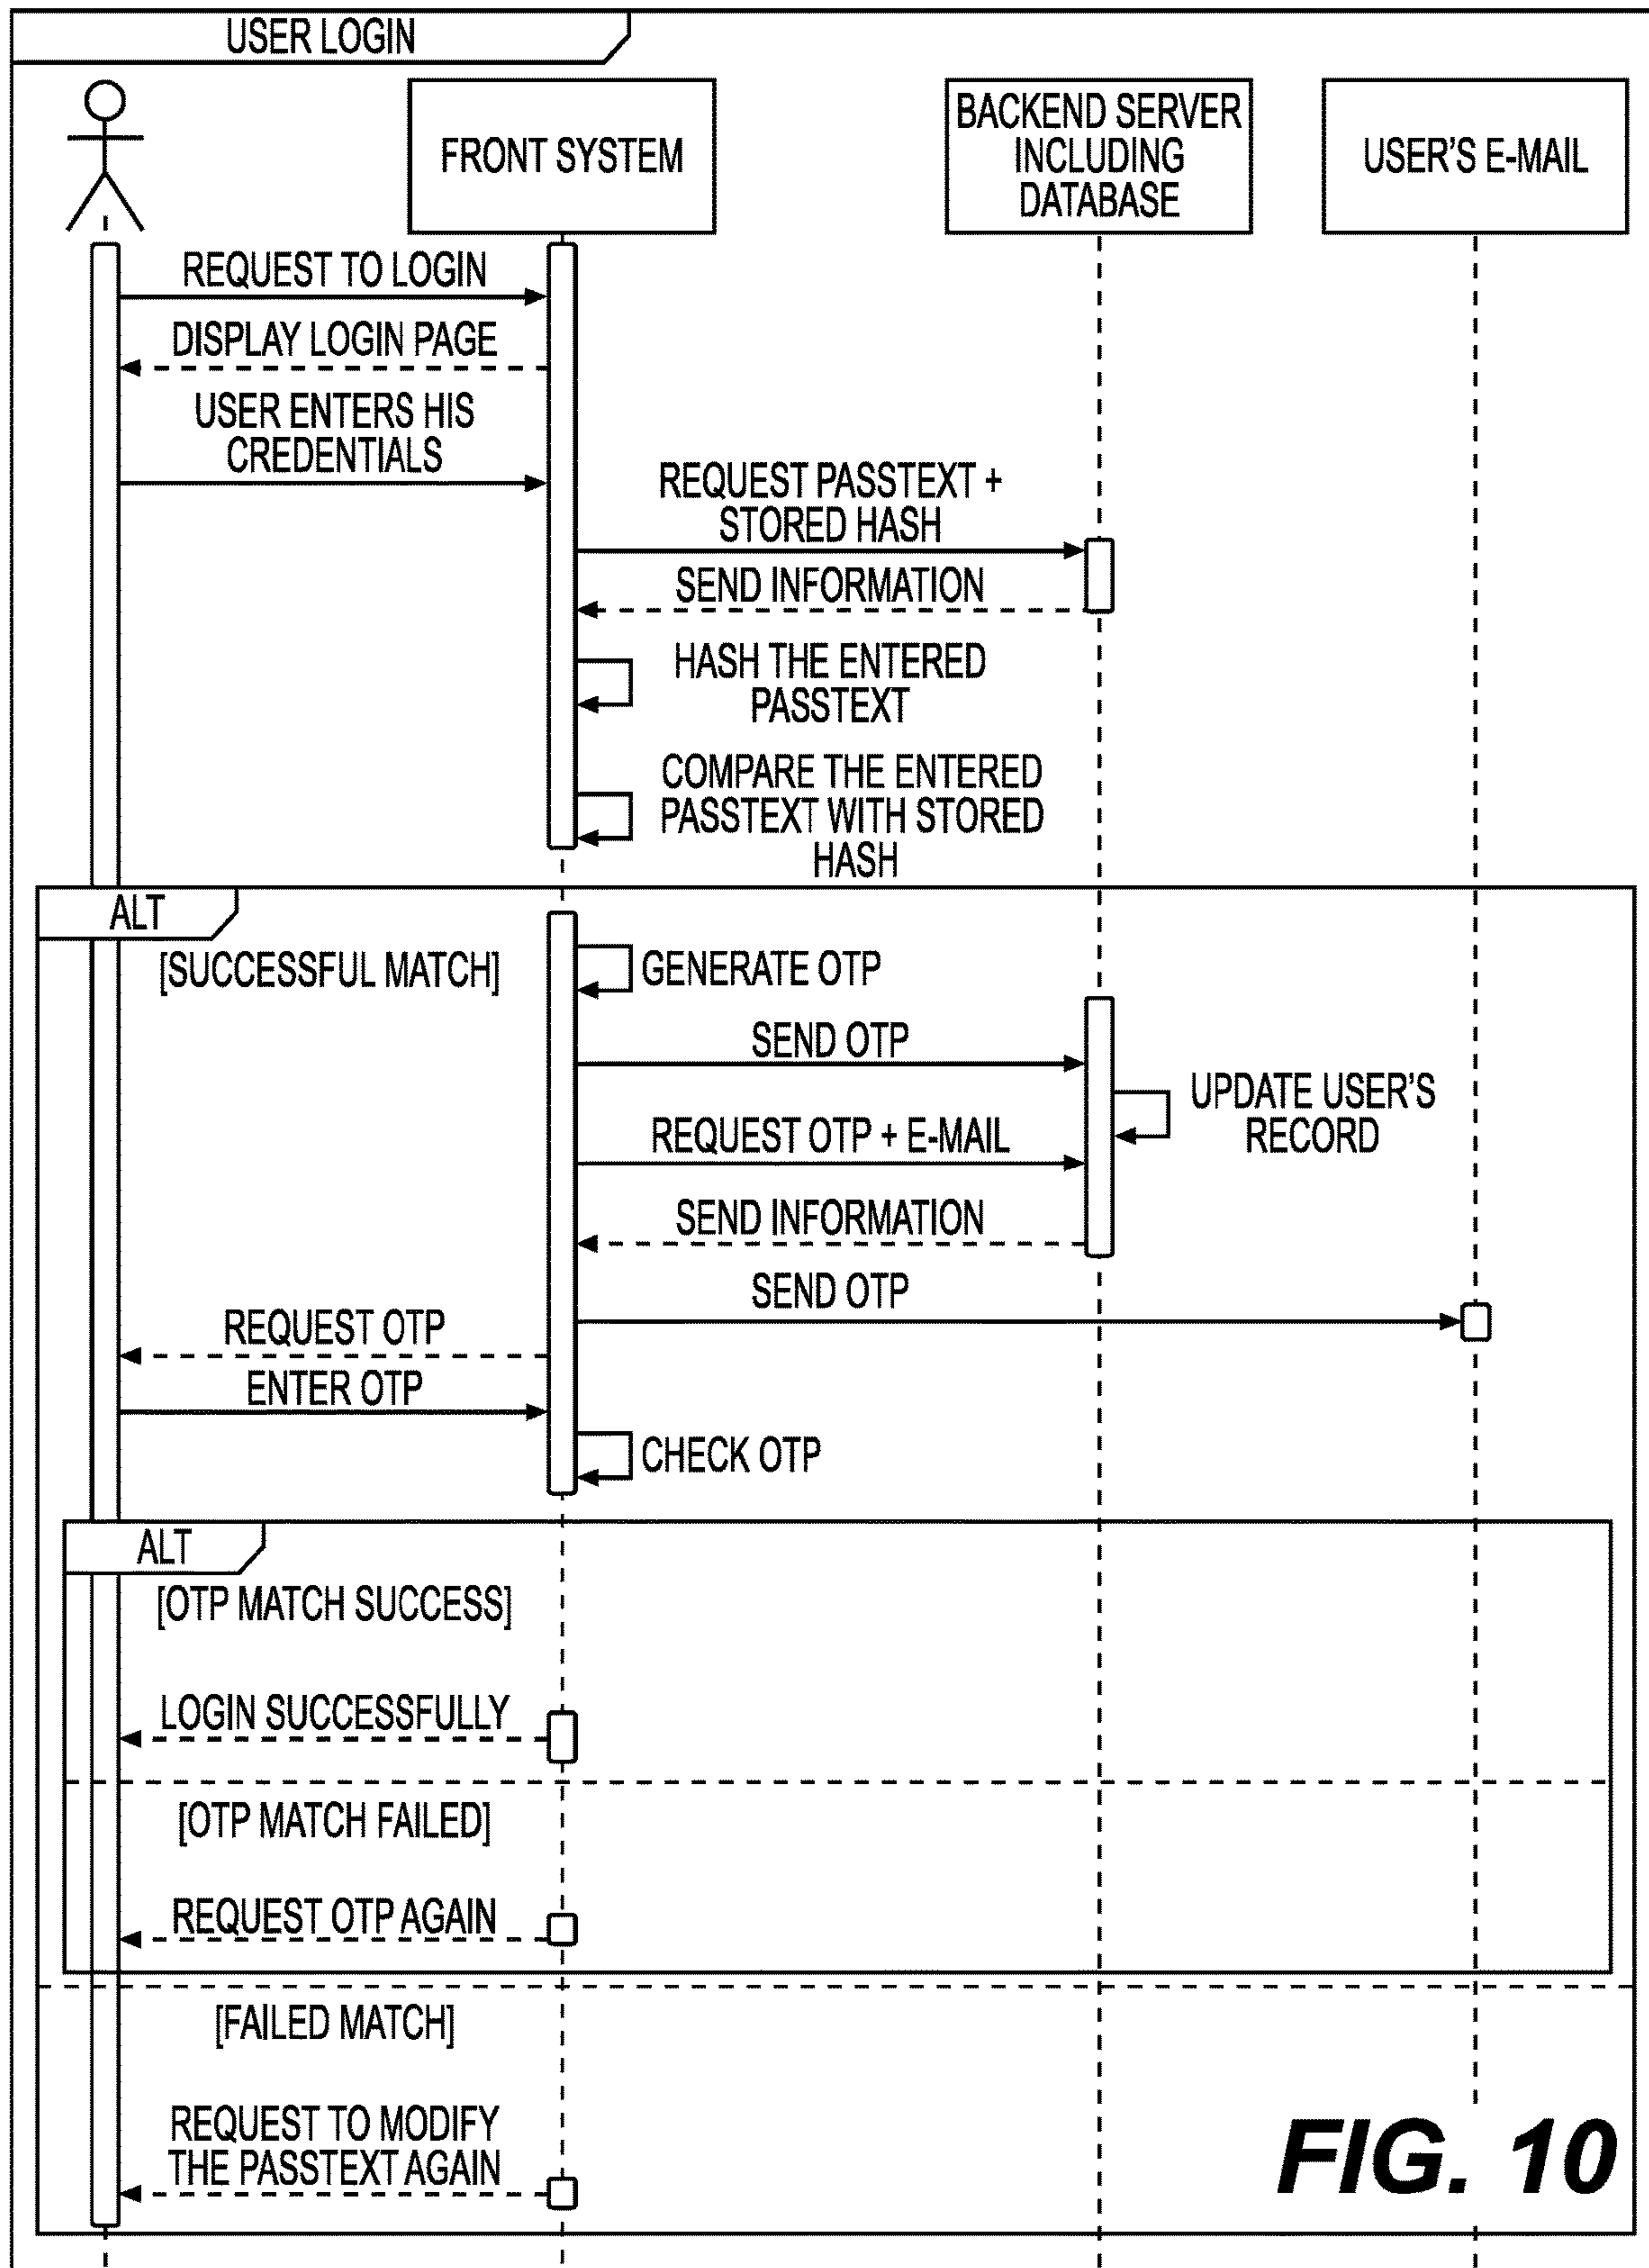 USER LOGIN
FRONT SYSTEM
BACKEND SERVER
INCLUDING
DATABASE
USER'S E-MAIL
REQUEST TO LOGIN
DISPLAY LOGIN PAGE
USER ENTERS HIS
CREDENTIALS
REQUEST PASSTEXT +
STORED HASH
SEND INFORMATION
HASH THE ENTERED
PASSTEXT
COMPARE THE ENTERED
PASSTEXT WITH STORED
HASH
ALT
[SUCCESSFUL MATCH]
GENERATE OTP
SEND OTP
UPDATE USER'S
RECORD
REQUEST OTP + E-MAIL
SEND INFORMATION
SEND OTP
REQUEST OTP
ENTER OTP
CHECK OTP
ALT
[OTP MATCH SUCCESS]
LOGIN SUCCESSFULLY
[OTP MATCH FAILED]
REQUEST OTP AGAIN
[FAILED MATCH]
REQUEST TO MODIFY
THE PASSTEXT AGAIN
FIG. 10